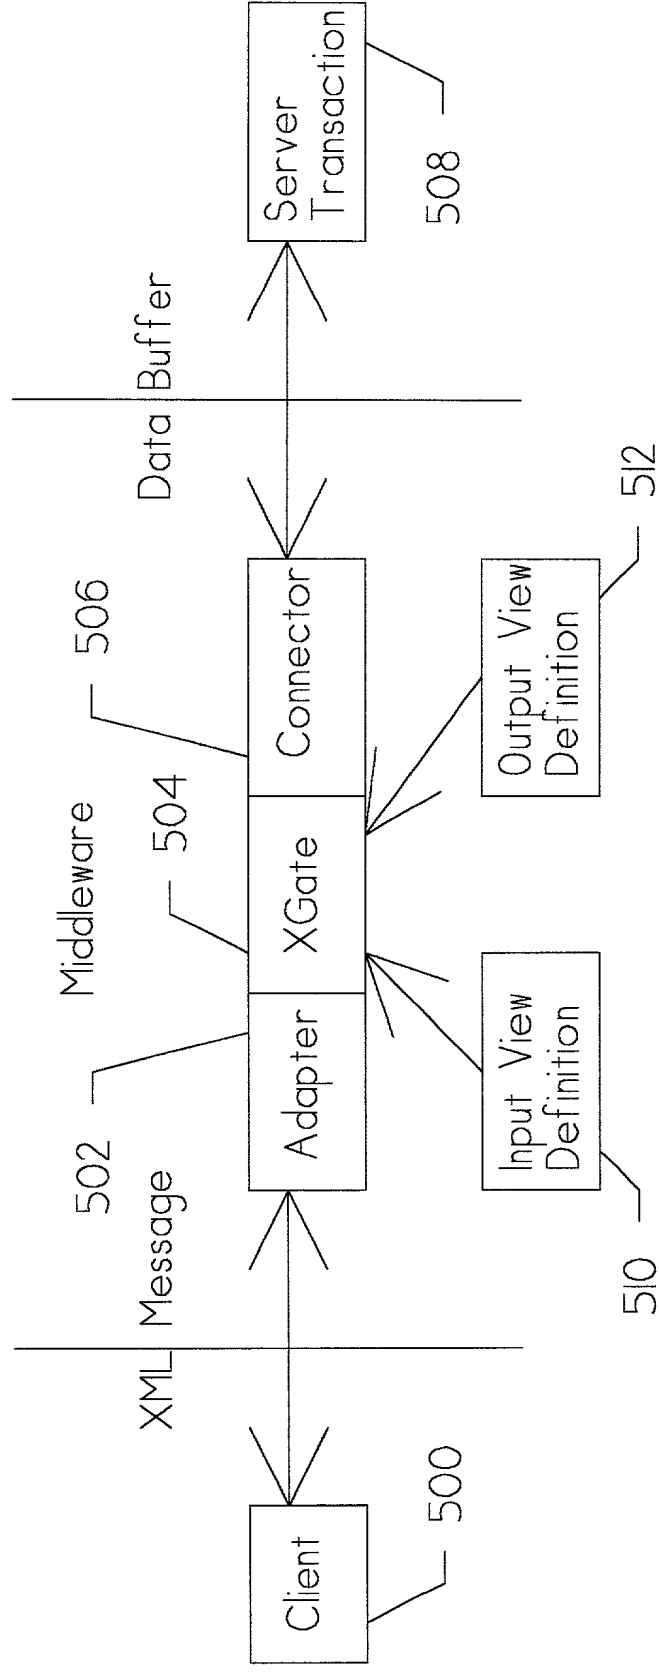 Middleware
XML Message
Data Buffer
502
504
506
Client
Adapter
XGate
Connector
Server
Transaction
500
508
Input View
Definition
Output View
Definition
510
512